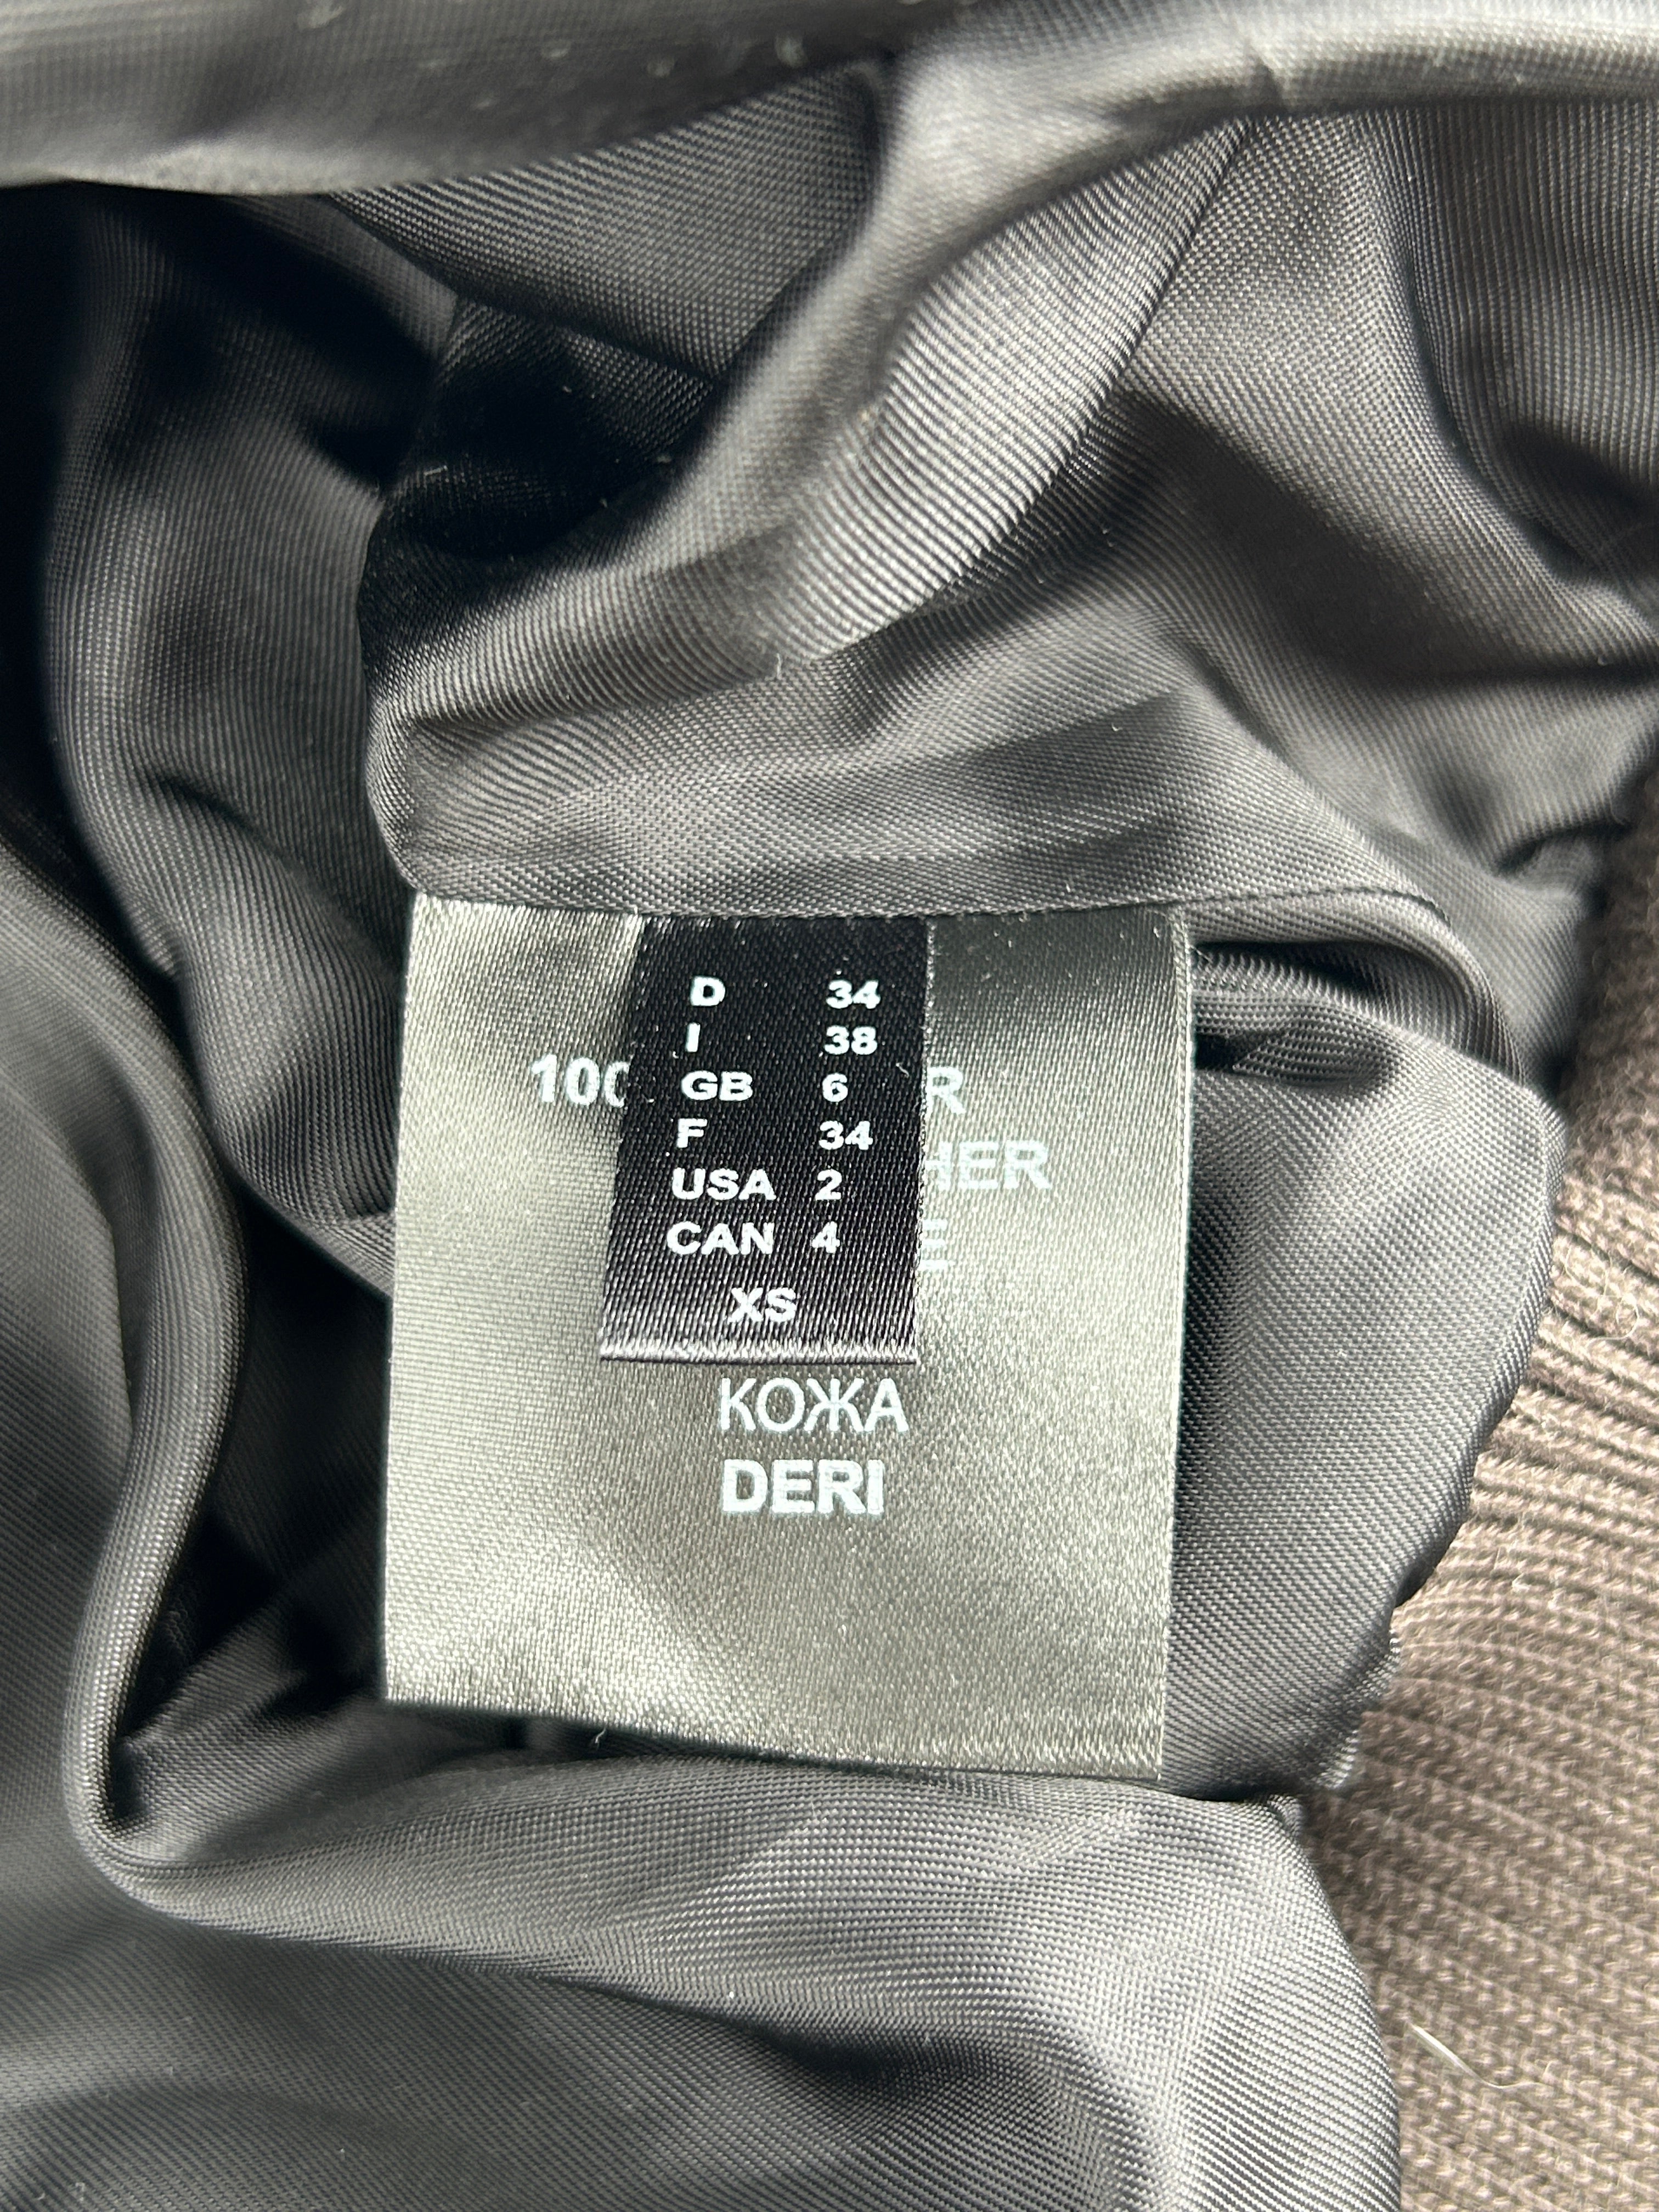 D 34
I 38
GB 6
F 34
USA 2
CAN 4
XS
КОЖА
DERI